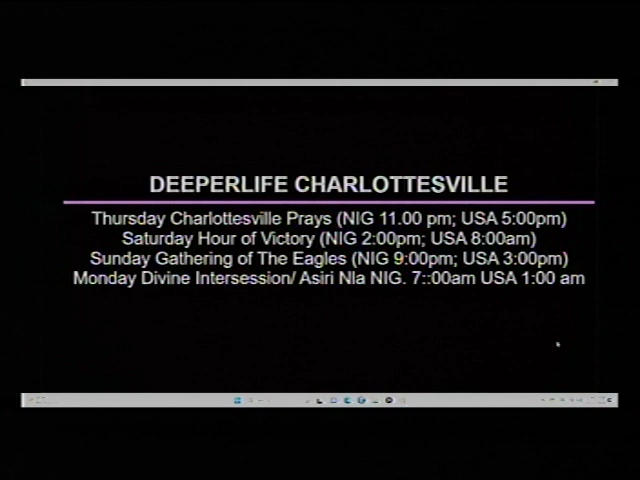 DEEPERLIFE CHARLOTTESVILLE
Thursday Charlottesville Prays (NIG 11.00 pm; USA 5:00pm)
Saturday Hour of Victory (NIG 2:00pm; USA 8:00am)
Sunday Gathering of The Eagles (NIG 9:00pm; USA 3:00pm)
Monday Divine Intersession/ Asiri Nla NIG. 7::00am USA 1:00 am